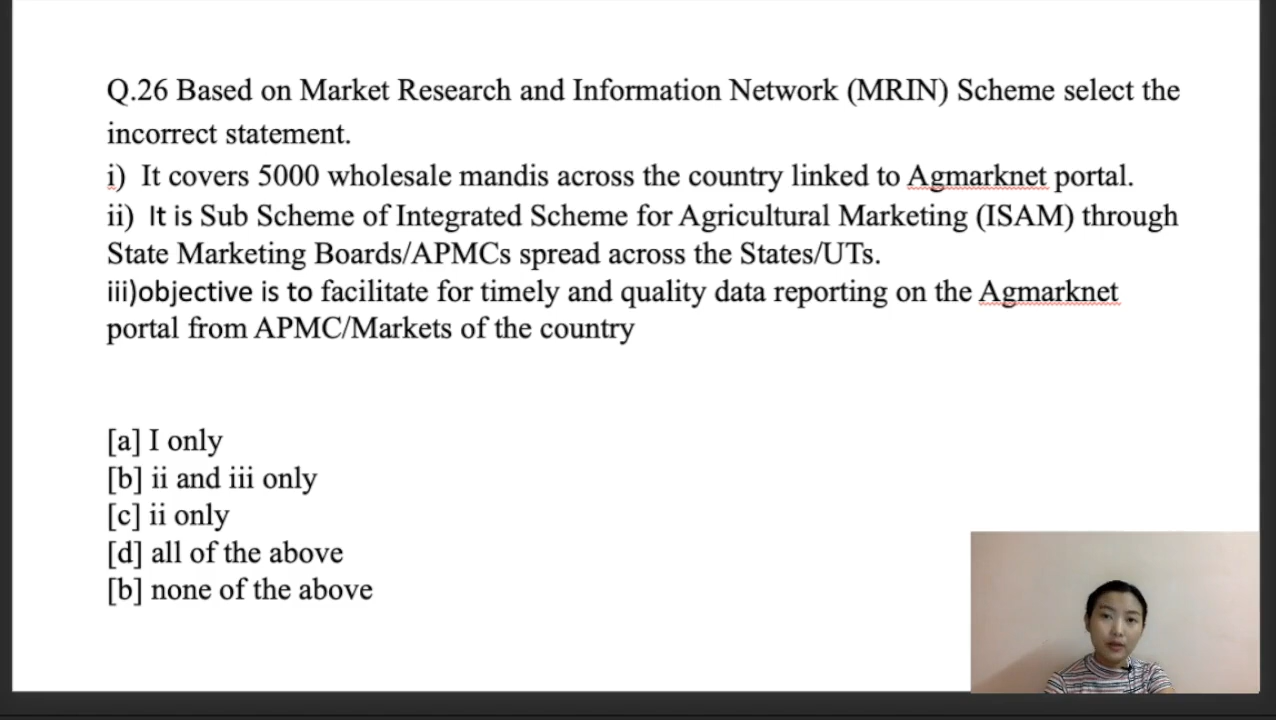 Q.26 Based on Market Research and Information Network (MRIN) Scheme select the
incorrect statement.
i) It covers 5000 wholesale mandis across the country linked to Agmarknet portal.
ii) It is Sub Scheme of Integrated Scheme for Agricultural Marketing (ISAM) through
State Marketing Boards/APMCs spread across the States/UTs.
iii)objective is to facilitate for timely and quality data reporting on the Agmarknet
portal from APMC/Markets of the country
[a] I only
[b] ii and iii only
[c] ii only
[d] all of the above
[b] none of the above